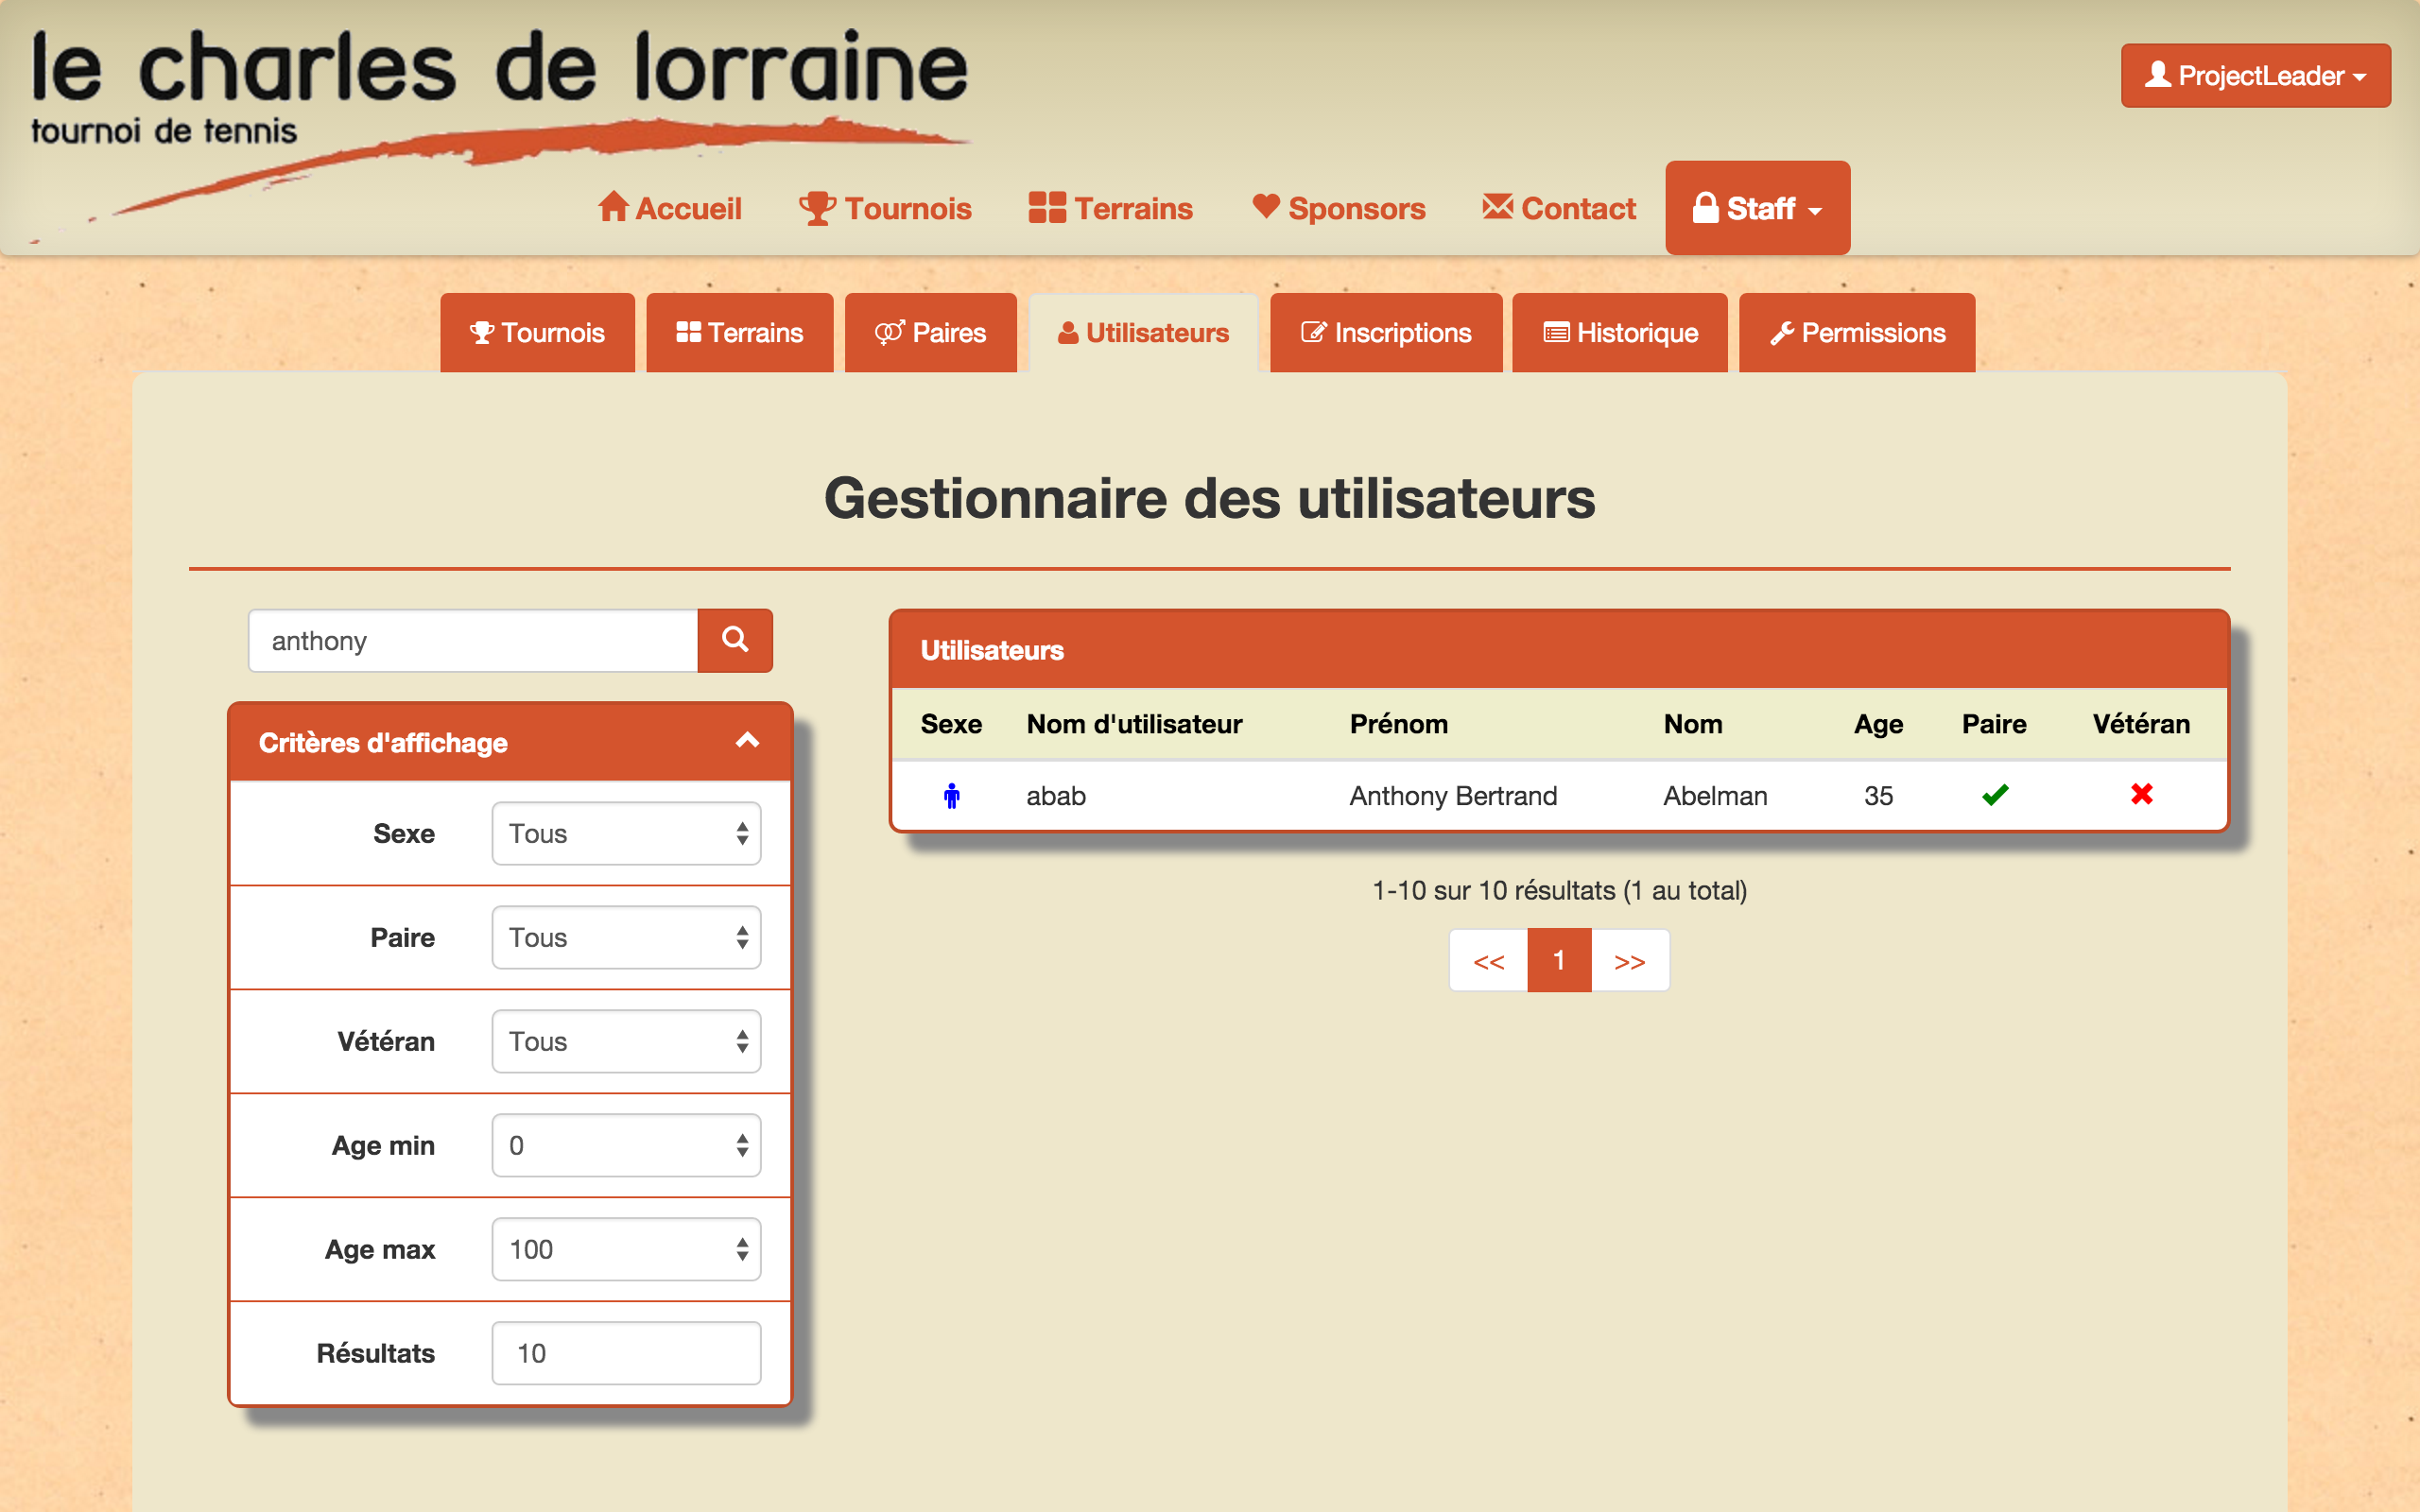 le charles de lorraine
tournoi de tennis
ProjectLeader
Accueil Tournois Terrains Sponsors Contact Staff
Tournois Terrains Paires Utilisateurs Inscriptions Historique Permissions
Gestionnaire des utilisateurs
anthony
Critères d'affichage
Sexe Tous
Paire Tous
Vétéran Tous
Age min 0
Age max 100
Résultats 10
Utilisateurs
Sexe Nom d'utilisateur Prénom Nom Age Paire Vétéran
abab Anthony Bertrand Abelman 35
1-10 sur 10 résultats (1 au total)
<< 1 >>